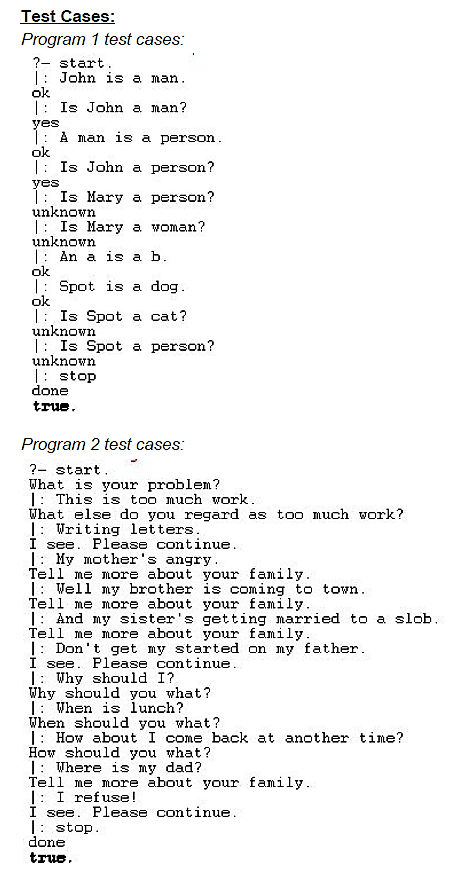 Test Cases:
Program 1 test cases:
?- start.
|: John is a man.
ok
|: Is John a man?
yes
|: A man is a person.
ok
|: Is John a person?
yes
|: Is Mary a person?
unknown
|: Is Mary a woman?
unknown
|: An a is a b.
ok
|: Spot is a dog.
ok
|: Is Spot a cat?
unknown
|: Is Spot a person?
unknown
|: stop
done
true.
Program 2 test cases:
?- start.
What is your problem?
|: This is too much work.
What else do you regard as too much work?
|: Writing letters.
I see. Please continue.
|: My mother's angry.
Tell me more about your family.
|: Well my brother is coming to town.
Tell me more about your family.
|: And my sister's getting married to a slob.
Tell me more about your family.
|: Don't get my started on my father.
I see. Please continue.
|: Why should I?
Why should you what?
|: When is lunch?
When should you what?
|: How about I come back at another time?
How should you what?
|: Where is my dad?
Tell me more about your family.
|: I refuse!
I see. Please continue.
|: stop.
done
true.